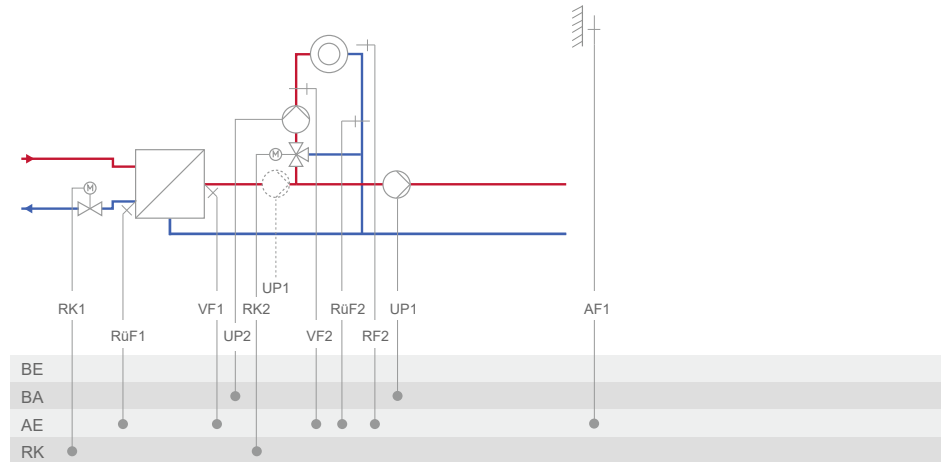 M
M
UP1
RK1 VF1 RK2 RüF2 UP1 AF1
RüF1 UP2 VF2 RF2
BE
BA
AE
RK